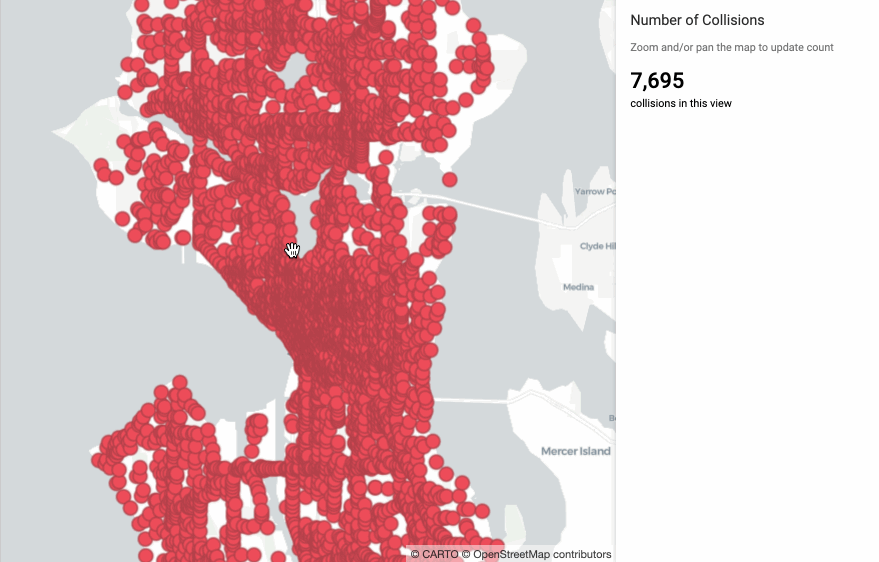 Number of Collisions
Zoom and/or pan the map to update count
7,695
collisions in this view
Yarrow Po
Clyde Hil
Medina
Mercer Island
© CARTO © OpenStreetMap contributors